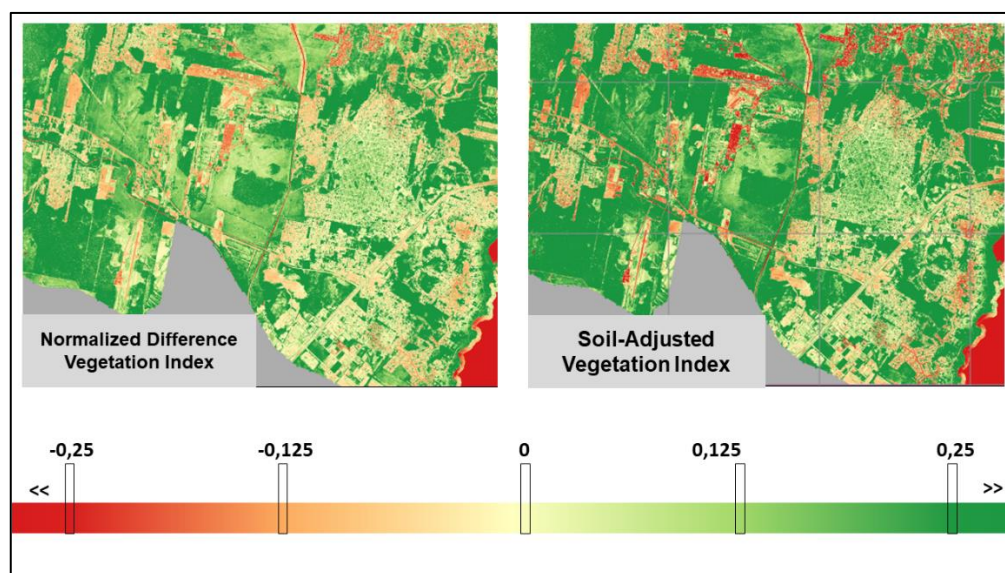 Normalized Difference
Vegetation Index
Soil-Adjusted
Vegetation Index
-0,25
-0,125
0
0,125
0,25
<<
>>